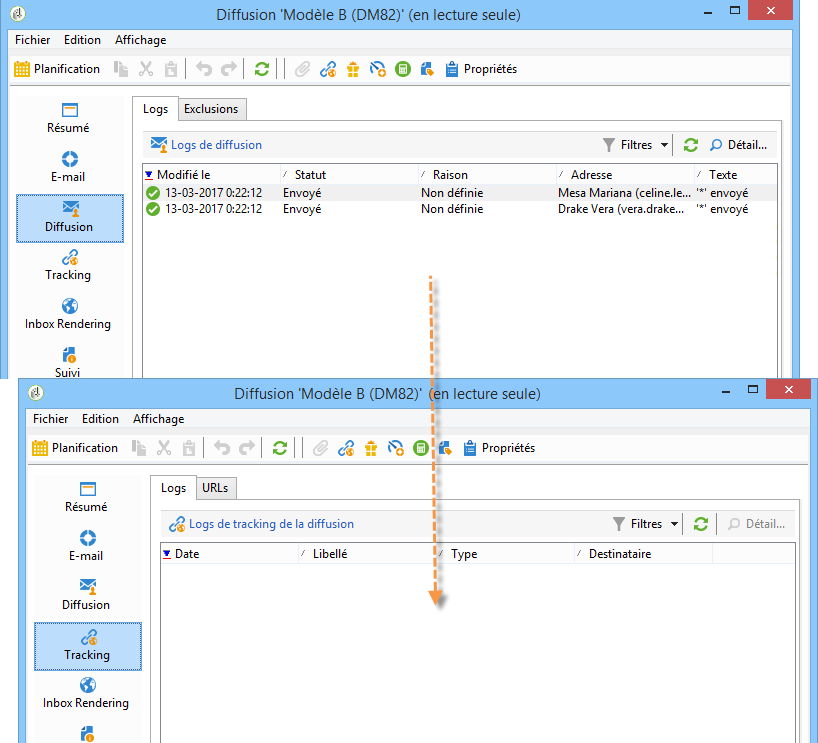 Diffusion 'Modèle B (DM82)' (en lecture seule)
Fichier Edition Affichage
Planification Propriétés
Résumé
E-mail
Diffusion
Tracking
Inbox Rendering
Suivi
Logs Exclusions
Logs de diffusion Filtres Détail...
Modifié le Statut Raison Adresse Texte
13-03-2017 0:22:12 Envoyé Non définie Mesa Mariana (celine.le... '*' envoyé
13-03-2017 0:22:12 Envoyé Non définie Drake Vera (vera.drake... '*' envoyé
Diffusion 'Modèle B (DM82)' (en lecture seule)
Fichier Edition Affichage
Planification Propriétés
Résumé
E-mail
Diffusion
Tracking
Inbox Rendering
Logs URLs
Logs de tracking de la diffusion Filtres Détail...
Date Libellé Type Destinataire